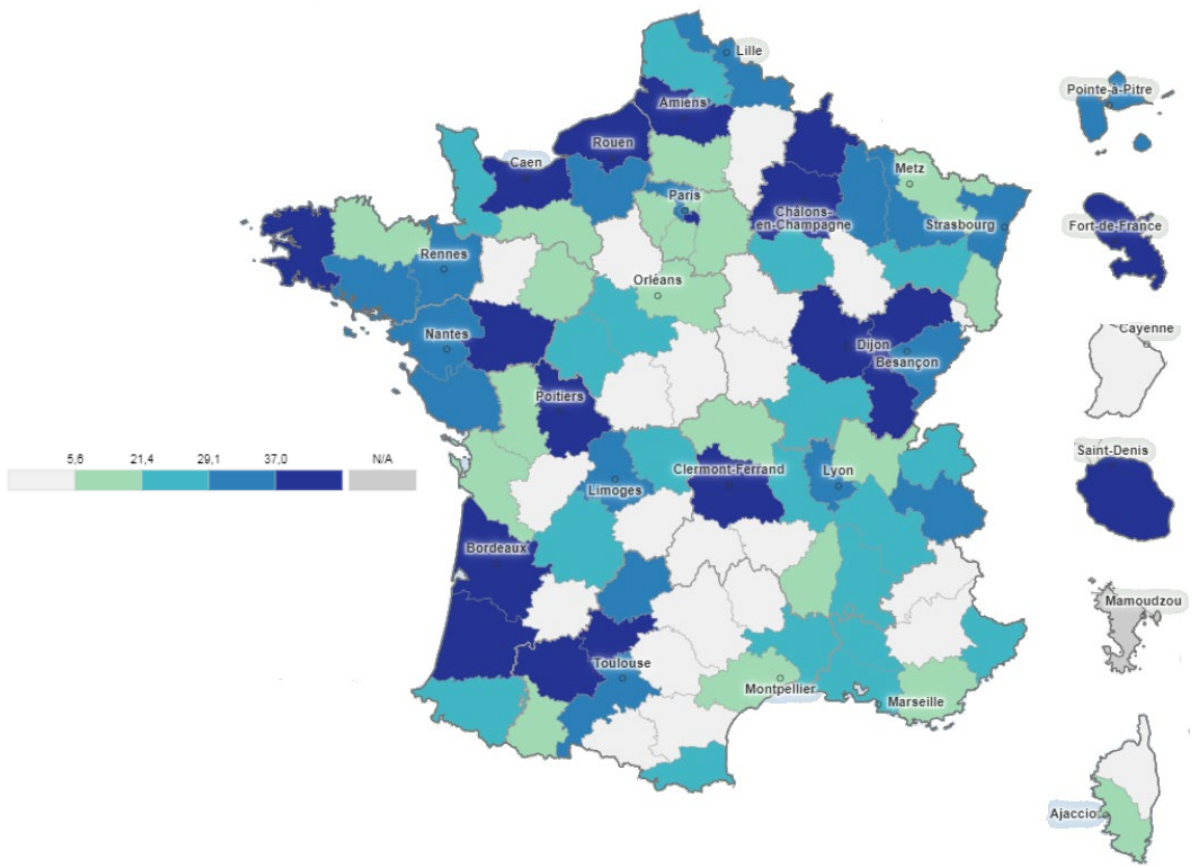 Lille
Pointe-à-Pitre
Amiens
Rouen
Caen
Metz
Paris
Châlons-
en-Champagne
Strasbourg
Fort-de-France
Rennes
Orléans
Nantes
Cayenne
Dijon
Besançon
Poitiers
5,6 21,4 29,1 37,0 N/A
Saint-Denis
Clermont-Ferrand
Lyon
Limoges
Bordeaux
Mamoudzou
Toulouse
Montpellier
Marseille
Ajaccio